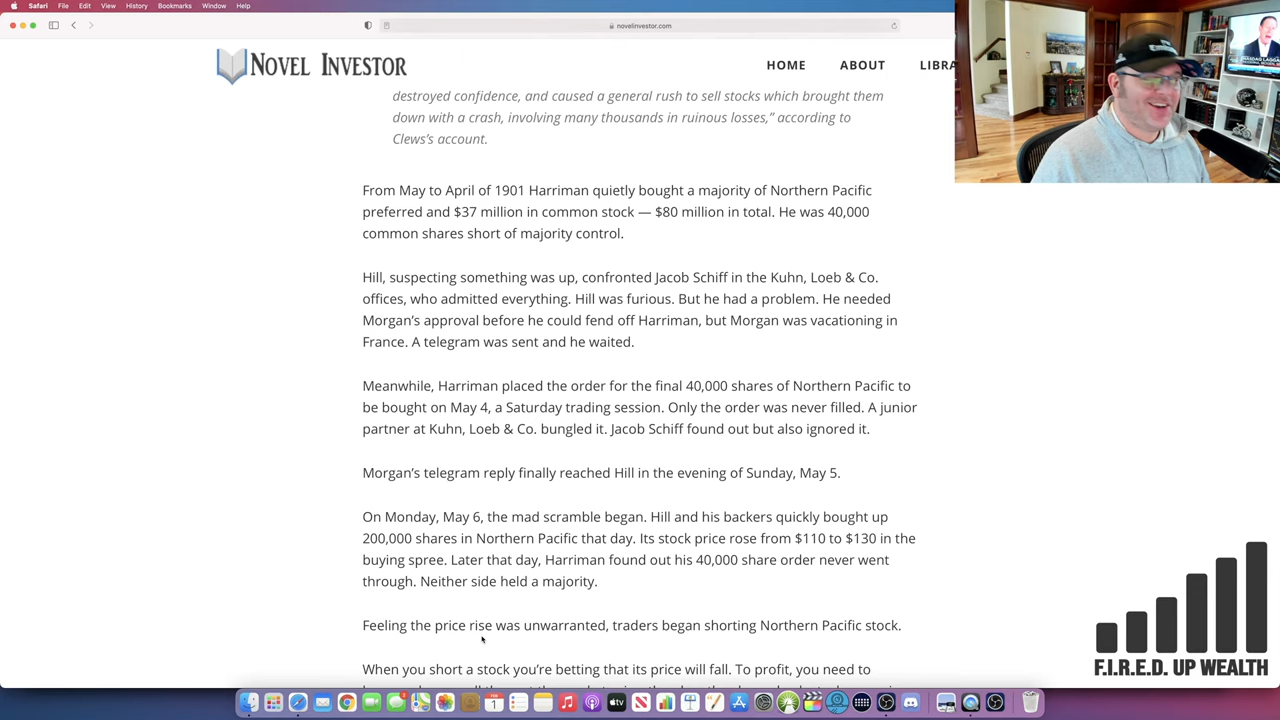 Safari File Edit View History Bookmarks Window Help
novelinvestor.com
NOVEL INVESTOR
HOME ABOUT LIBRA
destroyed confidence, and caused a general rush to sell stocks which brought them
down with a crash, involving many thousands in ruinous losses,” according to
Clews’s account.
From May to April of 1901 Harriman quietly bought a majority of Northern Pacific
preferred and $37 million in common stock — $80 million in total. He was 40,000
common shares short of majority control.
Hill, suspecting something was up, confronted Jacob Schiff in the Kuhn, Loeb & Co.
offices, who admitted everything. Hill was furious. But he had a problem. He needed
Morgan’s approval before he could fend off Harriman, but Morgan was vacationing in
France. A telegram was sent and he waited.
Meanwhile, Harriman placed the order for the final 40,000 shares of Northern Pacific to
be bought on May 4, a Saturday trading session. Only the order was never filled. A junior
partner at Kuhn, Loeb & Co. bungled it. Jacob Schiff found out but also ignored it.
Morgan’s telegram reply finally reached Hill in the evening of Sunday, May 5.
On Monday, May 6, the mad scramble began. Hill and his backers quickly bought up
200,000 shares in Northern Pacific that day. Its stock price rose from $110 to $130 in the
buying spree. Later that day, Harriman found out his 40,000 share order never went
through. Neither side held a majority.
Feeling the price rise was unwarranted, traders began shorting Northern Pacific stock.
When you short a stock you’re betting that its price will fall. To profit, you need to
F.I.R.E.D. UP WEALTH